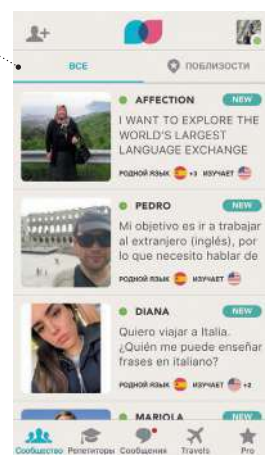 ВСЕ
ПОБЛИЗОСТИ
AFFECTION NEW
I WANT TO EXPLORE THE
WORLD'S LARGEST
LANGUAGE EXCHANGE
РОДНОЙ ЯЗЫК +3 ИЗУЧАЕТ
PEDRO NEW
Mi objetivo es ir a trabajar
al extranjero (inglés), por
lo que necesito hablar de
РОДНОЙ ЯЗЫК ИЗУЧАЕТ
DIANA NEW
Quiero viajar a Italia.
¿Quién me puede enseñar
frases en italiano?
РОДНОЙ ЯЗЫК ИЗУЧАЕТ +2
MARIOLA NEW
Сообщество Репетиторы Сообщения Travels Pro